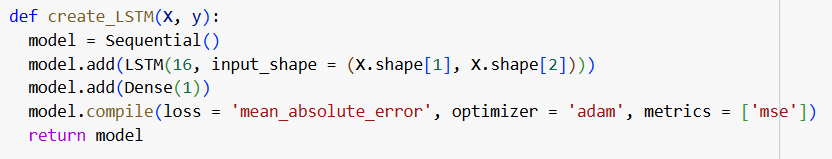 def create_LSTM(X, y):
  model = Sequential()
  model.add(LSTM(16, input_shape = (X.shape[1], X.shape[2])))
  model.add(Dense(1))
  model.compile(loss = 'mean_absolute_error', optimizer = 'adam', metrics = ['mse'])
  return model